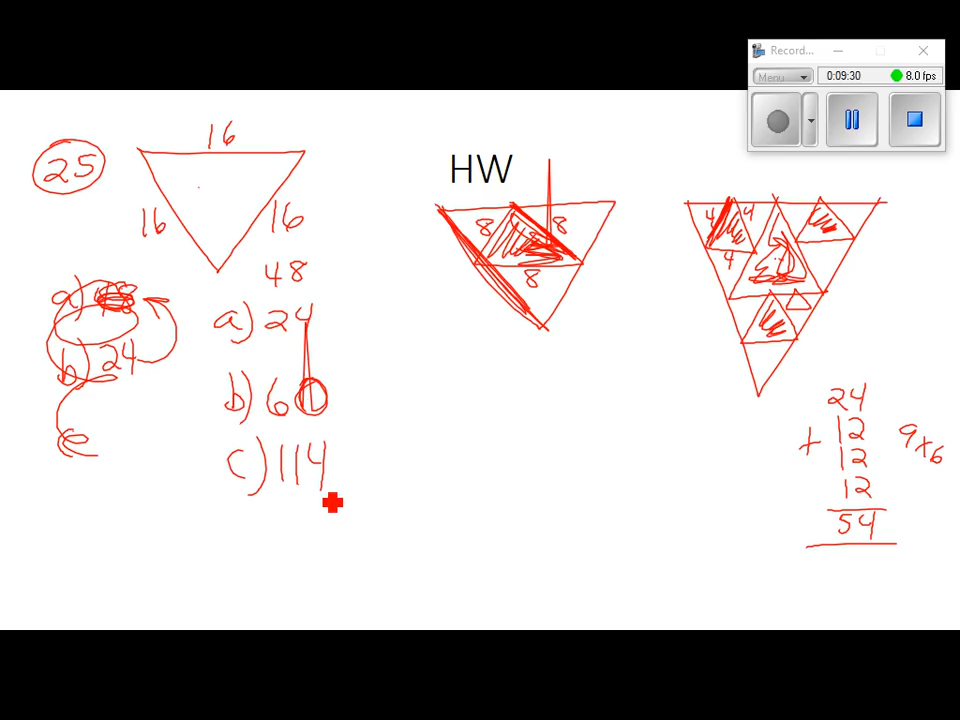 Record...
Menu
0:09:30
8.0 fps
25
16
16
16
48
a) 24
b) 24
b) 60
c) 114
HW
8
8
8
4
4
4
24
+ 12
12
12
54
9x6